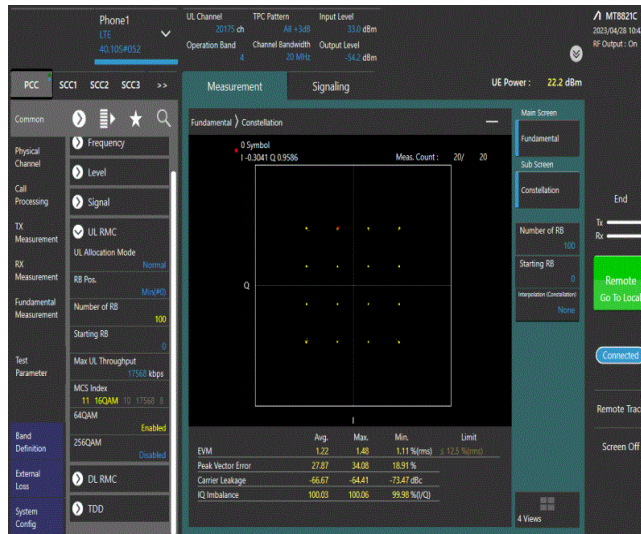 Phone1
LTE
40.105#052
UL Channel
20175 ch
TPC Pattern
All +3dB
Input Level
33.0 dBm
Operation Band
4
Channel Bandwidth
20 MHz
Output Level
-54.2 dBm
MT8821C
2023/04/28 10:4
RF Output : On
PCC SCC1 SCC2 SCC3 >>
Measurement
Signaling
UE Power : 22.2 dBm
Common
Physical
Channel
Call
Processing
TX
Measurement
RX
Measurement
Fundamental
Measurement
Test
Parameter
Band
Definition
External
Loss
System
Config
Frequency
Level
Signal
UL RMC
UL Allocation Mode
Normal
RB Pos.
Min(#0)
Number of RB
100
Starting RB
0
Max UL Throughput
17568 kbps
MCS Index
11 16QAM 10 17568 8
64QAM
Enabled
256QAM
Disabled
DL RMC
TDD
Fundamental 〉 Constellation
0 Symbol
I -0.3041 Q 0.9586
Meas. Count : 20/ 20
Q
I
Avg. Max. Min. Limit
EVM 1.22 1.48 1.11 %(rms) ≤ 12.5 %(rms)
Peak Vector Error 27.87 34.08 18.91 %
Carrier Leakage -66.67 -64.41 -73.47 dBc
IQ Imbalance 100.03 100.06 99.98 %(I/Q)
Main Screen
Fundamental
Sub Screen
Constellation
Number of RB
100
Starting RB
0
Interpolation (Constellation)
None
4 Views
End
Tx
Rx
Remote
Go To Local
Connected
Remote Trac
Screen Off